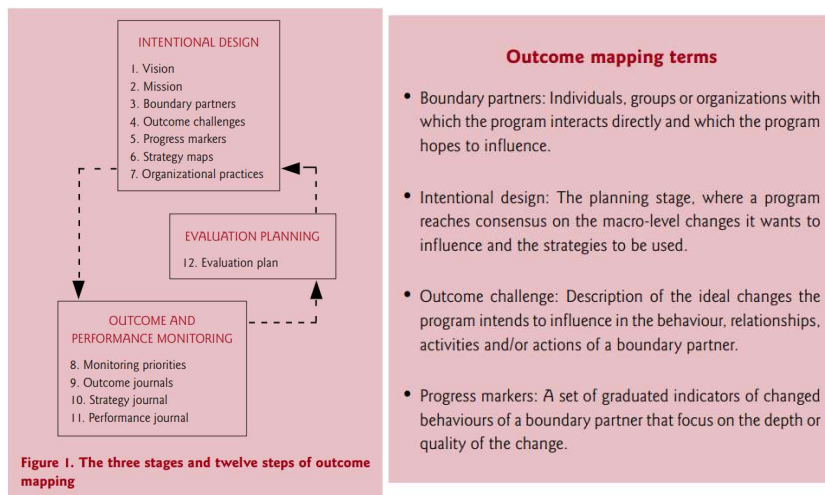 INTENTIONAL DESIGN
1. Vision
2. Mission
3. Boundary partners
4. Outcome challenges
5. Progress markers
6. Strategy maps
7. Organizational practices
EVALUATION PLANNING
12. Evaluation plan
OUTCOME AND
PERFORMANCE MONITORING
8. Monitoring priorities
9. Outcome journals
10. Strategy journal
11. Performance journal
Figure 1. The three stages and twelve steps of outcome
mapping
Outcome mapping terms
• Boundary partners: Individuals, groups or organizations with
which the program interacts directly and which the program
hopes to influence.
• Intentional design: The planning stage, where a program
reaches consensus on the macro-level changes it wants to
influence and the strategies to be used.
• Outcome challenge: Description of the ideal changes the
program intends to influence in the behaviour, relationships,
activities and/or actions of a boundary partner.
• Progress markers: A set of graduated indicators of changed
behaviours of a boundary partner that focus on the depth or
quality of the change.